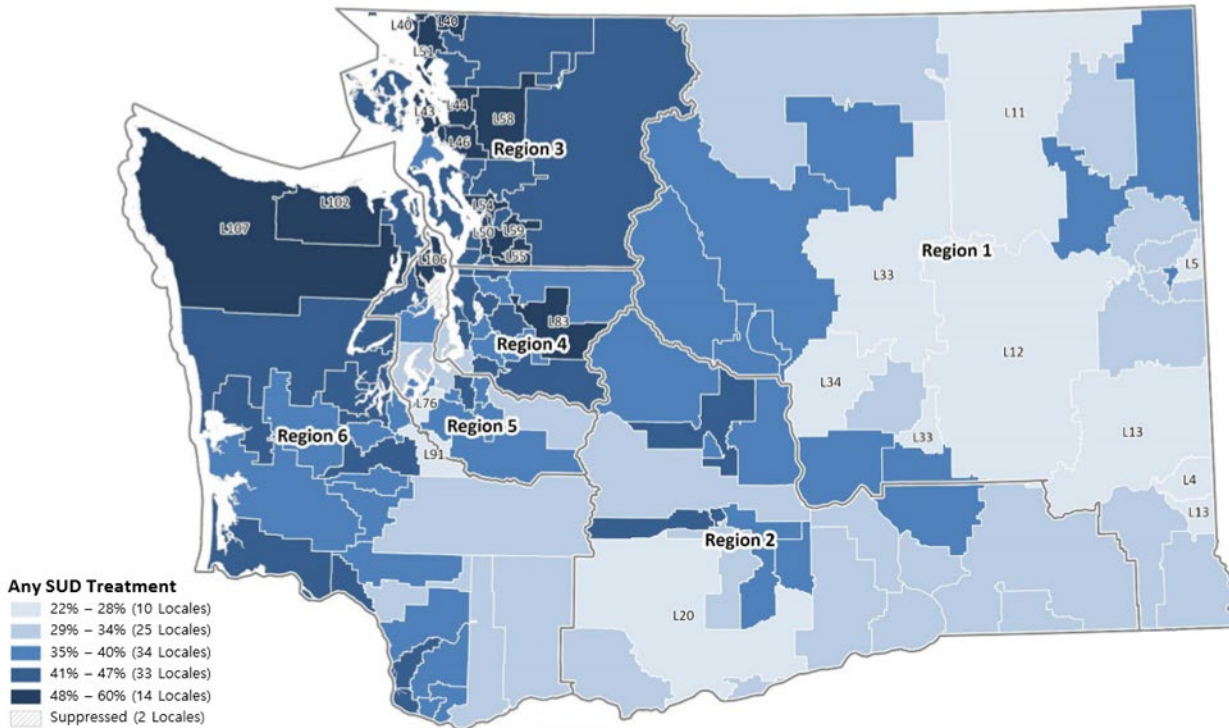 L40
L40
L51
L44
L43
L58
L46
Region 3
L11
L102
L54
L107
L50
L59
L55
L106
L33
Region 1
L5
L83
Region 4
L12
L34
L76
Region 5
Region 6
L33
L13
L91
L4
L13
Region 2
L20
Any SUD Treatment
22% – 28% (10 Locales)
29% – 34% (25 Locales)
35% – 40% (34 Locales)
41% – 47% (33 Locales)
48% – 60% (14 Locales)
Suppressed (2 Locales)